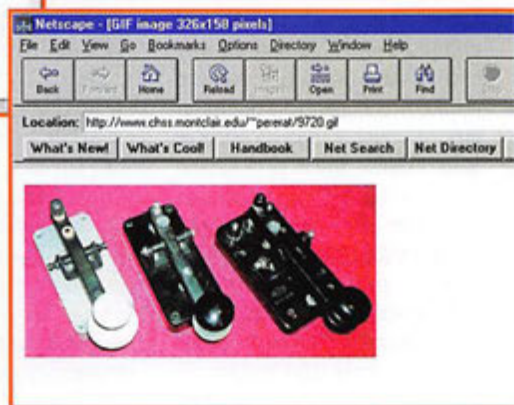 Netscape - [GIF image 326x150 pixels]
File Edit View Go Bookmarks Options Directory Window Help
Back Forward Home Reload Images Open Print Find Stop
Location: http://www.chss.montclair.edu/~pererat/9720.gif
What's New! What's Cool! Handbook Net Search Net Directory